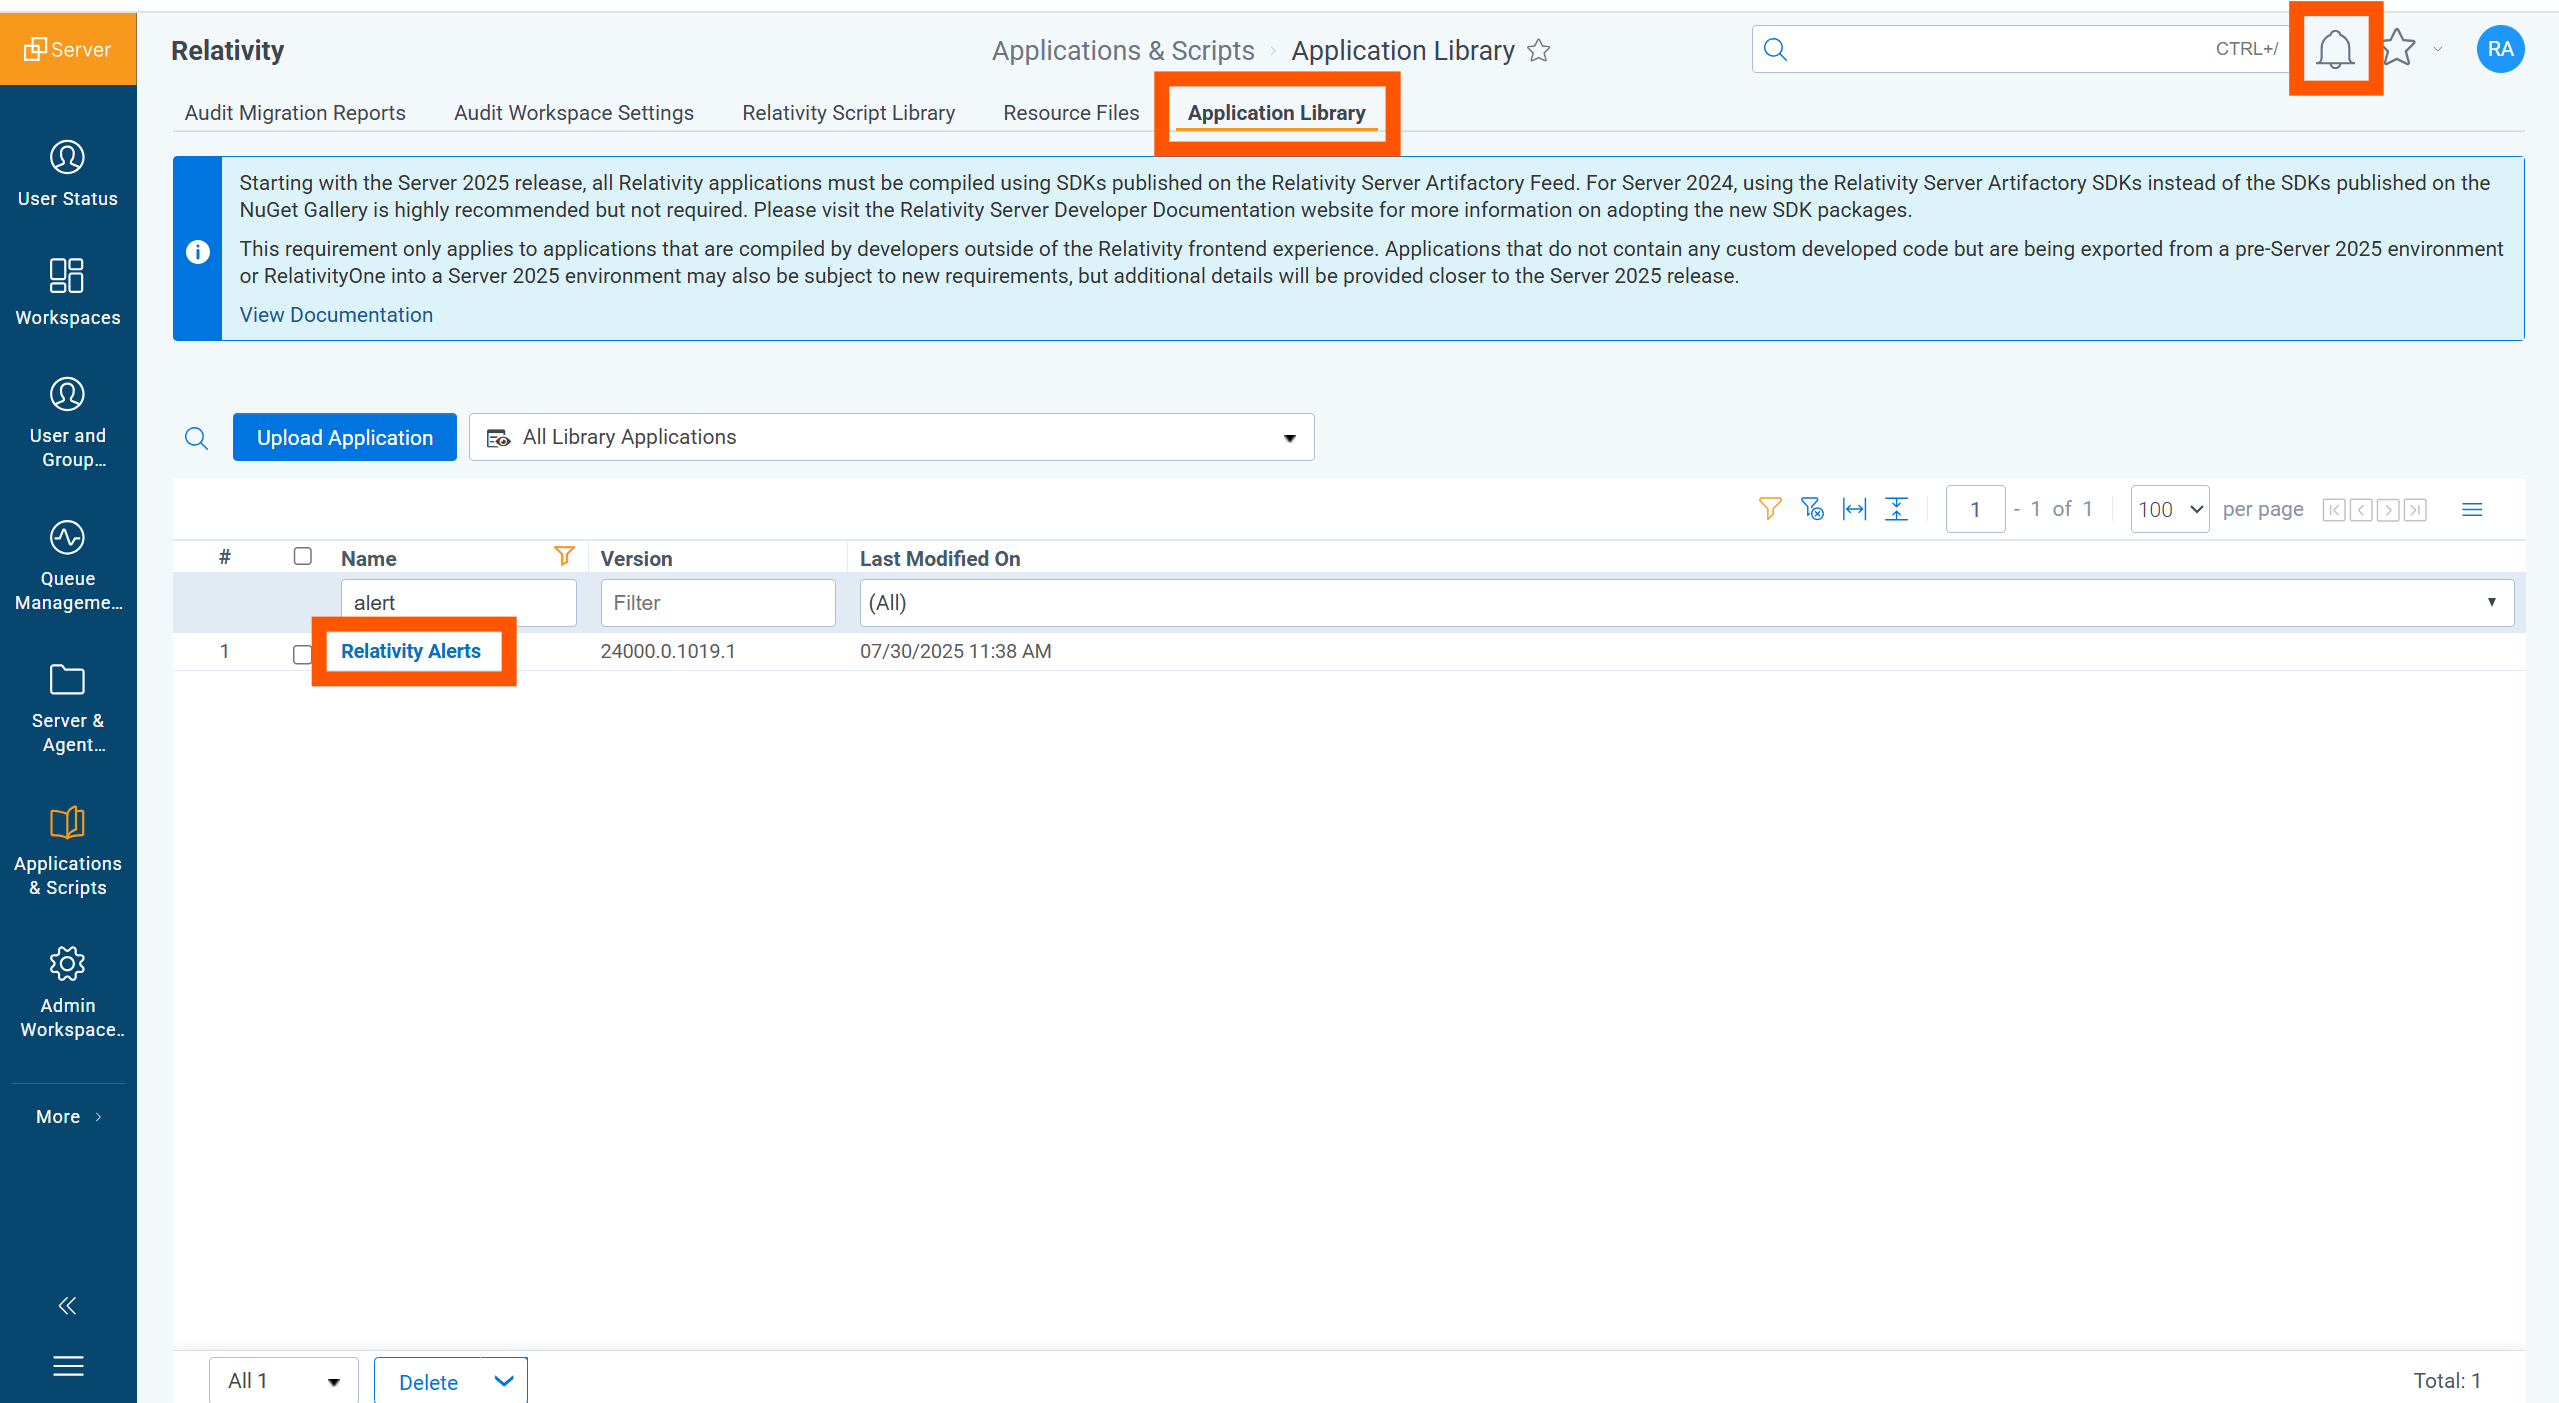 Server
Relativity
Applications & Scripts
Application Library
CTRL+/
RA
Audit Migration Reports
Audit Workspace Settings
Relativity Script Library
Resource Files
Application Library
Starting with the Server 2025 release, all Relativity applications must be compiled using SDKs published on the Relativity Server Artifactory Feed. For Server 2024, using the Relativity Server Artifactory SDKs instead of the SDKs published on the
NuGet Gallery is highly recommended but not required. Please visit the Relativity Server Developer Documentation website for more information on adopting the new SDK packages.
This requirement only applies to applications that are compiled by developers outside of the Relativity frontend experience. Applications that do not contain any custom developed code but are being exported from a pre-Server 2025 environment
or RelativityOne into a Server 2025 environment may also be subject to new requirements, but additional details will be provided closer to the Server 2025 release.
View Documentation
User Status
Workspaces
User and
Group...
Queue
Manageme...
Server &
Agent...
Applications
& Scripts
Admin
Workspace..
More
Upload Application
All Library Applications
1 - 1 of 1
100 per page
# Name Version Last Modified On
alert Filter (All)
1 Relativity Alerts 24000.0.1019.1 07/30/2025 11:38 AM
All 1
Delete
Total: 1